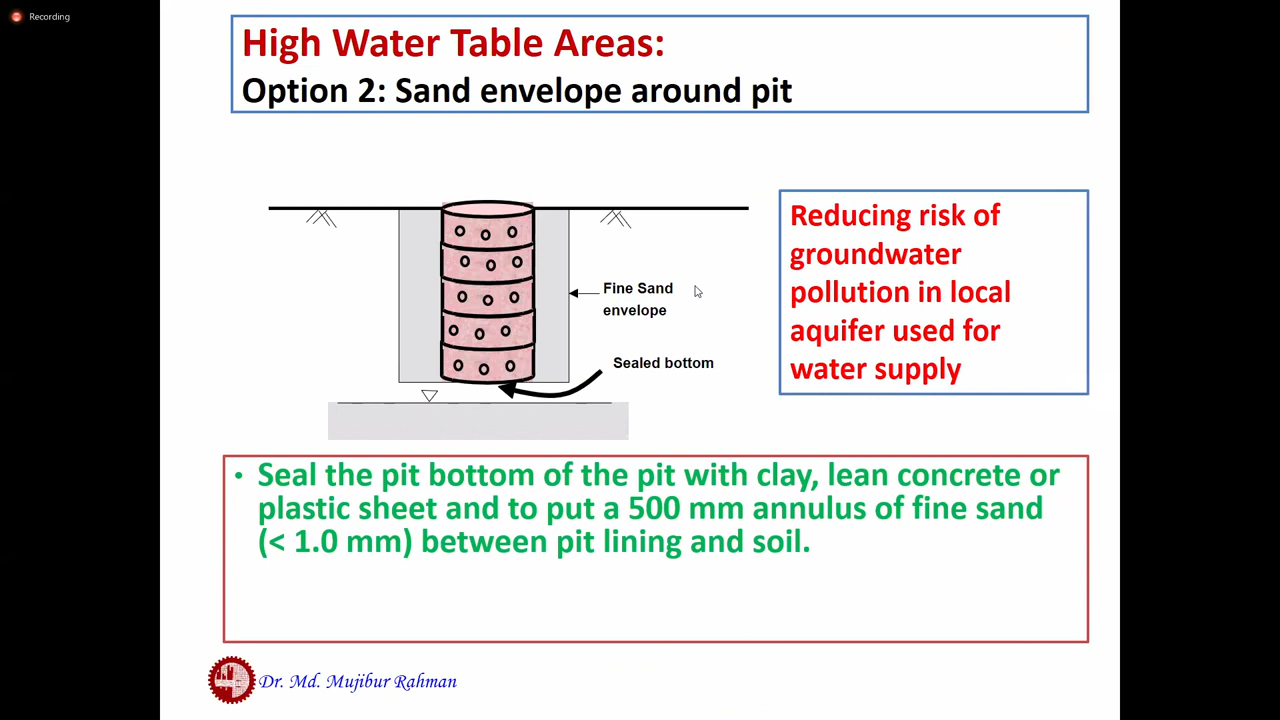 Recording
High Water Table Areas:
Option 2: Sand envelope around pit
Fine Sand
envelope
Sealed bottom
Reducing risk of
groundwater
pollution in local
aquifer used for
water supply
• Seal the pit bottom of the pit with clay, lean concrete or
plastic sheet and to put a 500 mm annulus of fine sand
(< 1.0 mm) between pit lining and soil.
Dr. Md. Mujibur Rahman